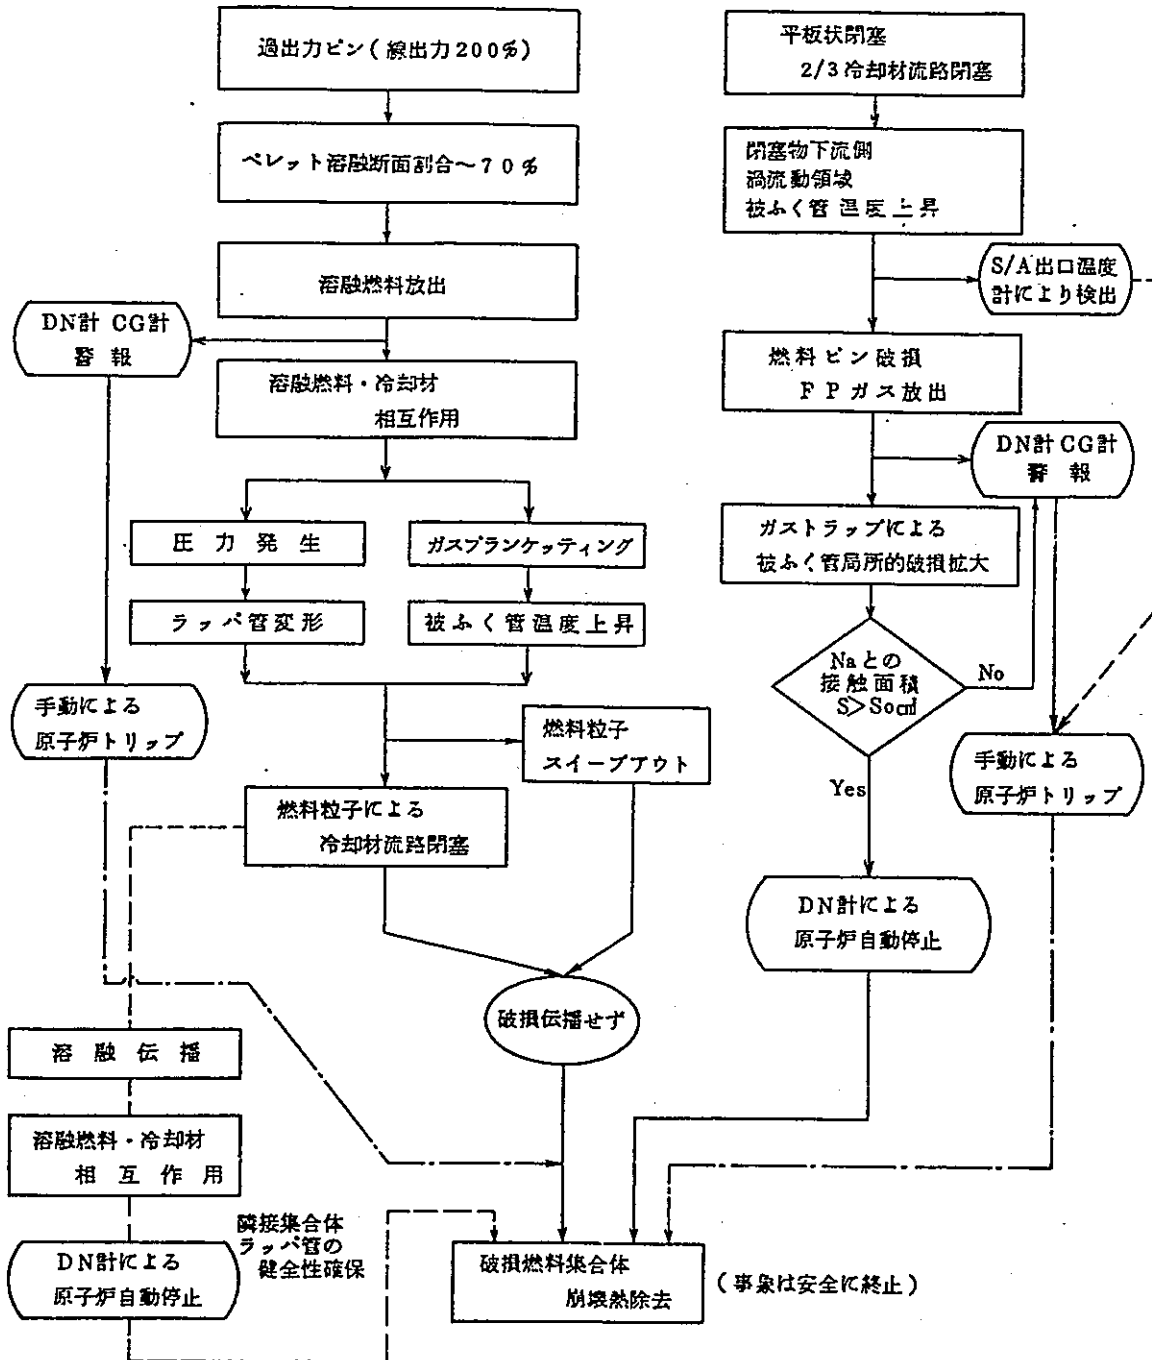 過出力ピン(線出力200%)
ペレット溶融断面割合～70%
溶融燃料放出
DN計 CG計
警報
溶融燃料・冷却材
相互作用
圧力発生
ガスブランケッティング
ラッパ管変形
被ふく管温度上昇
手動による
原子炉トリップ
燃料粒子
スイープアウト
燃料粒子による
冷却材流路閉塞
破損伝播せず
溶融伝播
溶融燃料・冷却材
相互作用
DN計による
原子炉自動停止
隣接集合体
ラッパ管の
健全性確保
破損燃料集合体
崩壊熱除去
(事象は安全に終止)
平板状閉塞
2/3冷却材流路閉塞
閉塞物下流側
渦流動領域
被ふく管温度上昇
S/A出口温度
計により検出
燃料ピン破損
FPガス放出
DN計CG計
警報
ガストラップによる
被ふく管局所的破損拡大
Naとの
接触面積
S>So㎠
No
Yes
手動による
原子炉トリップ
DN計による
原子炉自動停止